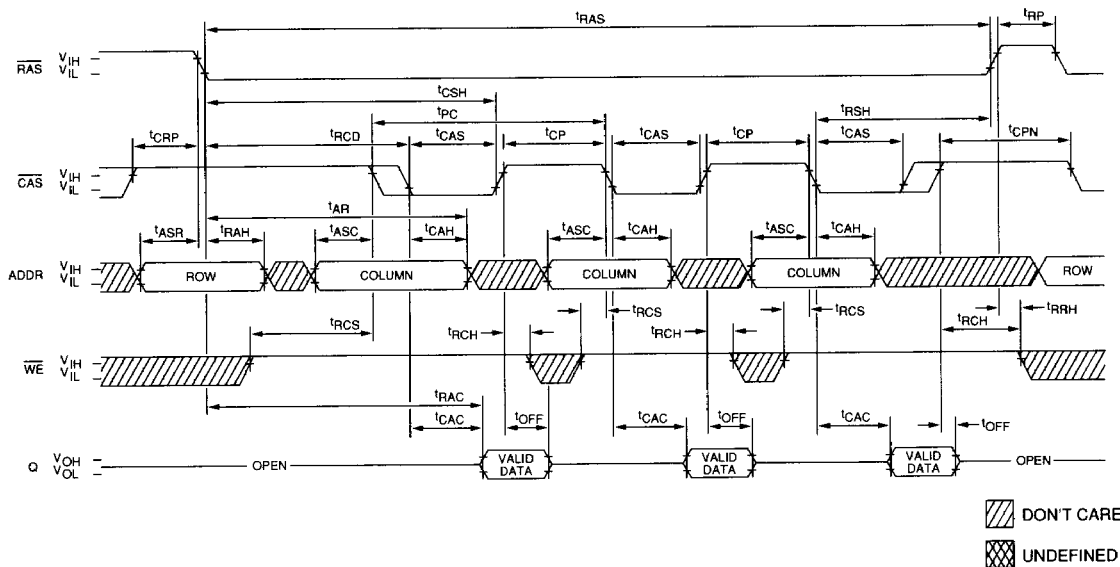 tRAS
tRP
RAS
VIH
VIL
tCSH
tPC
tRSH
tCRP
tRCD
tCAS
tCP
tCAS
tCP
tCAS
tCPN
CAS
VIH
VIL
tAR
tASR
tRAH
tASC
tCAH
tASC
tCAH
tASC
tCAH
ADDR
VIH
VIL
ROW
COLUMN
COLUMN
COLUMN
ROW
tRCS
tRCH
tRCS
tRCH
tRCS
tRCH
tRRH
WE
VIH
VIL
tRAC
tCAC
tOFF
tCAC
tOFF
tCAC
tOFF
Q
VOH
VOL
OPEN
VALID
DATA
VALID
DATA
VALID
DATA
OPEN
DON'T CARE
UNDEFINED